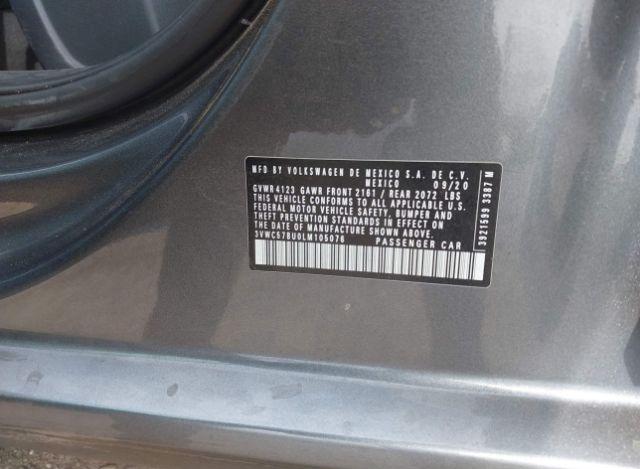 MFD BY VOLKSWAGEN DE MEXICO S.A. DE C.V.
MEXICO 09/20
GVWR 4123 GAWR FRONT 2161 / REAR 2072 LBS
THIS VEHICLE CONFORMS TO ALL APPLICABLE U.S.
FEDERAL MOTOR VEHICLE SAFETY, BUMPER AND
THEFT PREVENTION STANDARDS IN EFFECT ON
THE DATE OF MANUFACTURE SHOWN ABOVE.
3VWC57BU0LM105076 PASSENGER CAR
3921599 3387 M